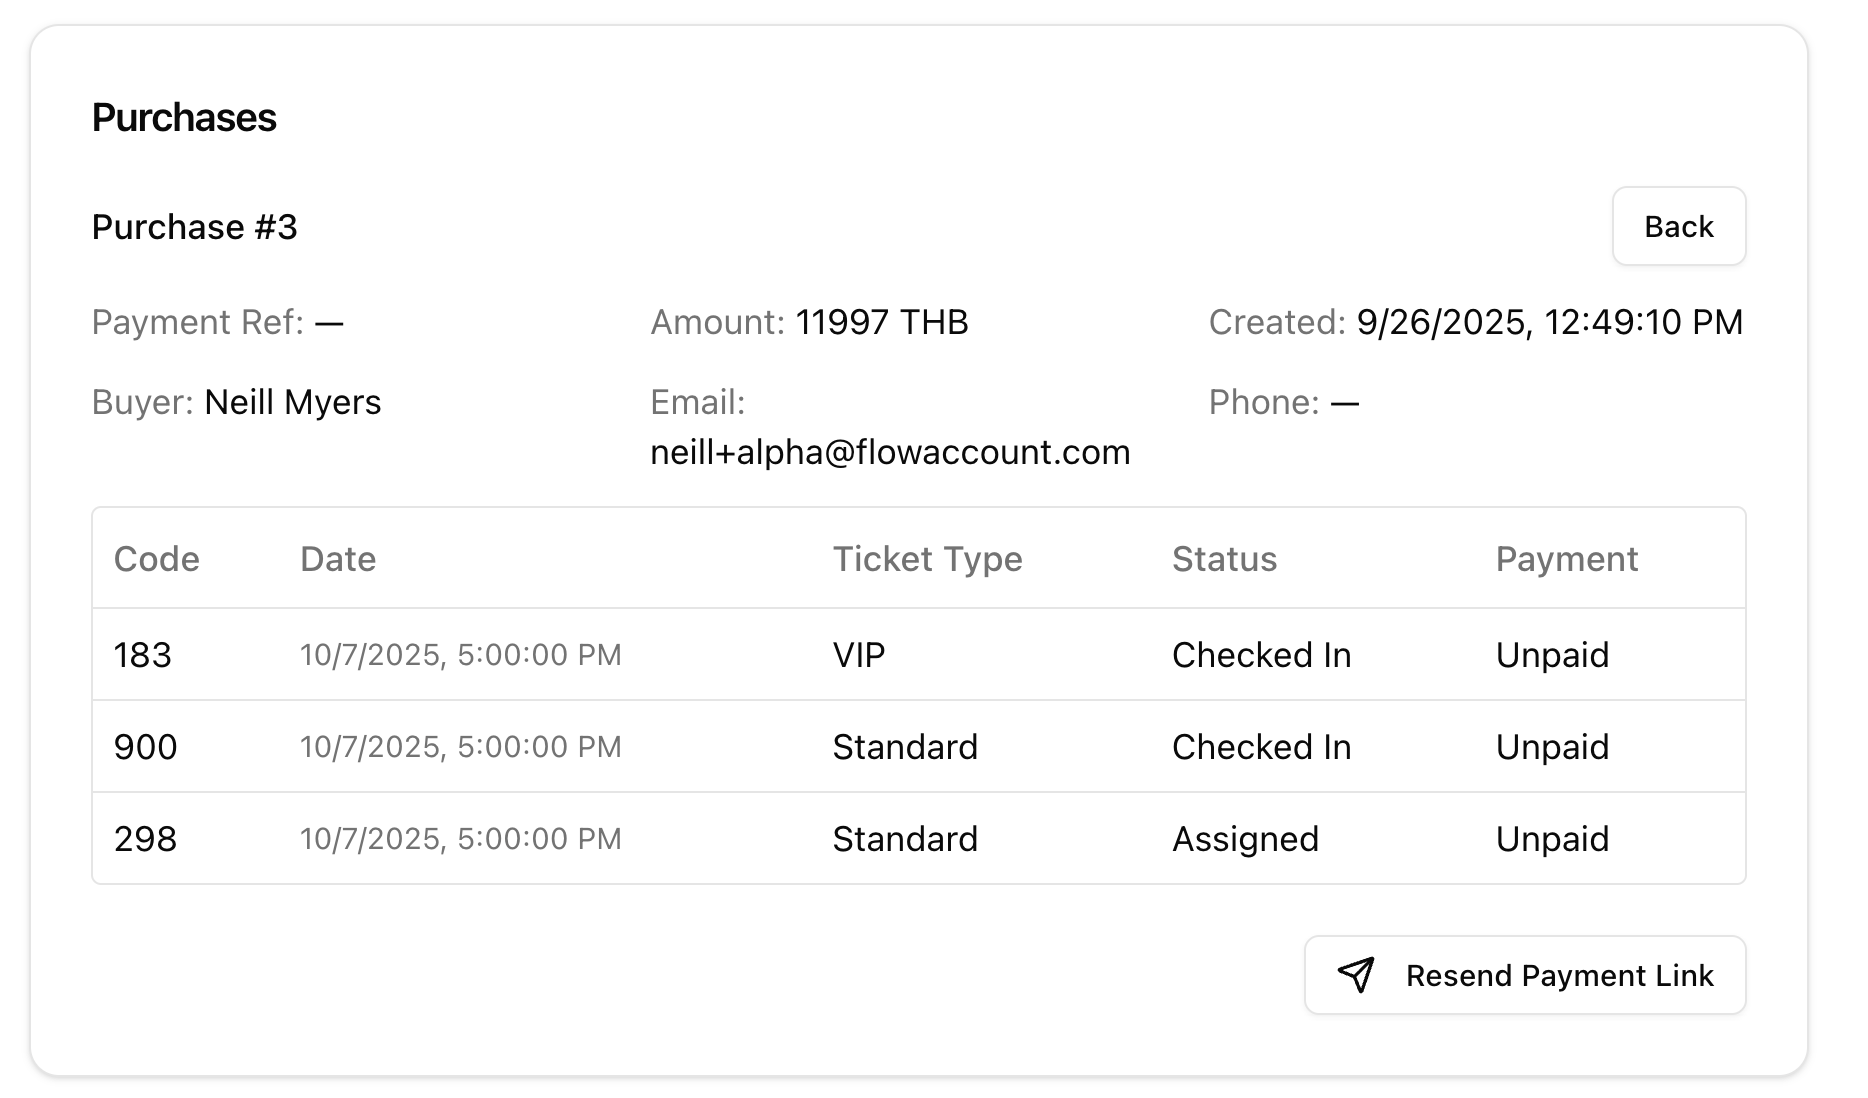 Purchases
Purchase #3
Back
Payment Ref: —
Amount: 11997 THB
Created: 9/26/2025, 12:49:10 PM
Buyer: Neill Myers
Email:
neill+alpha@flowaccount.com
Phone: —
Code Date Ticket Type Status Payment
183 10/7/2025, 5:00:00 PM VIP Checked In Unpaid
900 10/7/2025, 5:00:00 PM Standard Checked In Unpaid
298 10/7/2025, 5:00:00 PM Standard Assigned Unpaid
Resend Payment Link